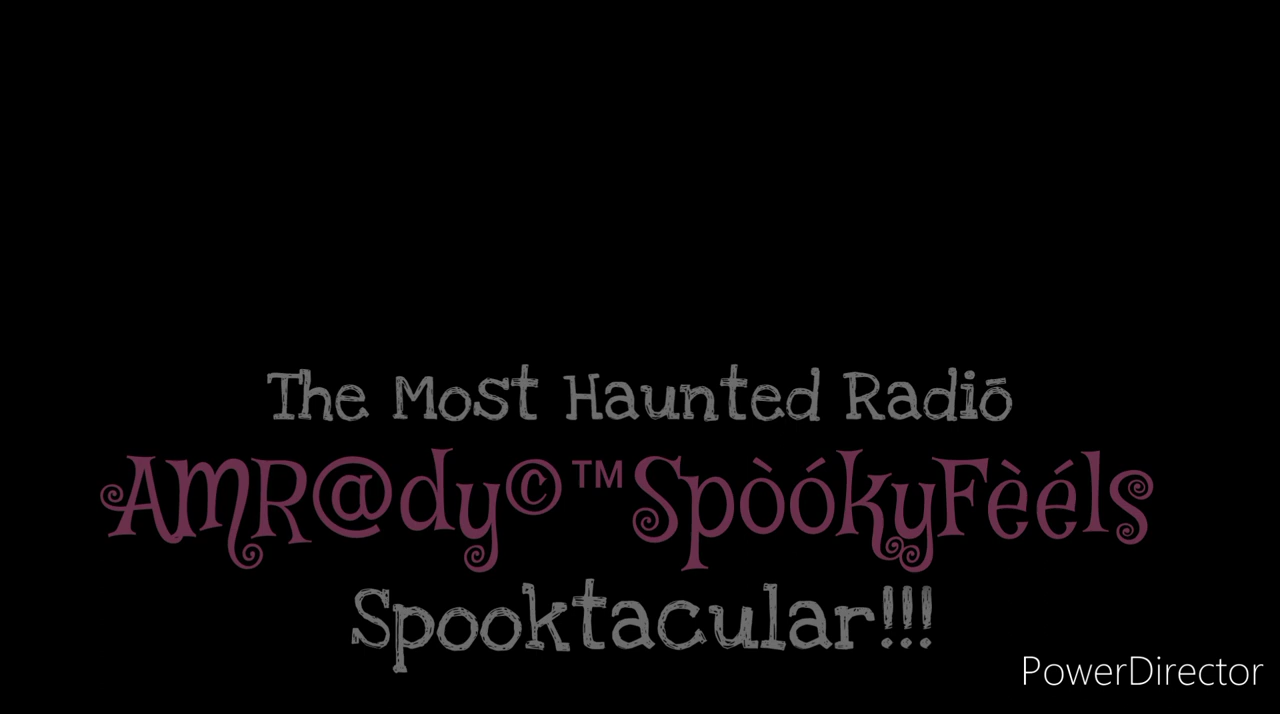 The Most Haunted Radiō
AMR@dy©™SpòókyFèéls
Spooktacular!!!
PowerDirector